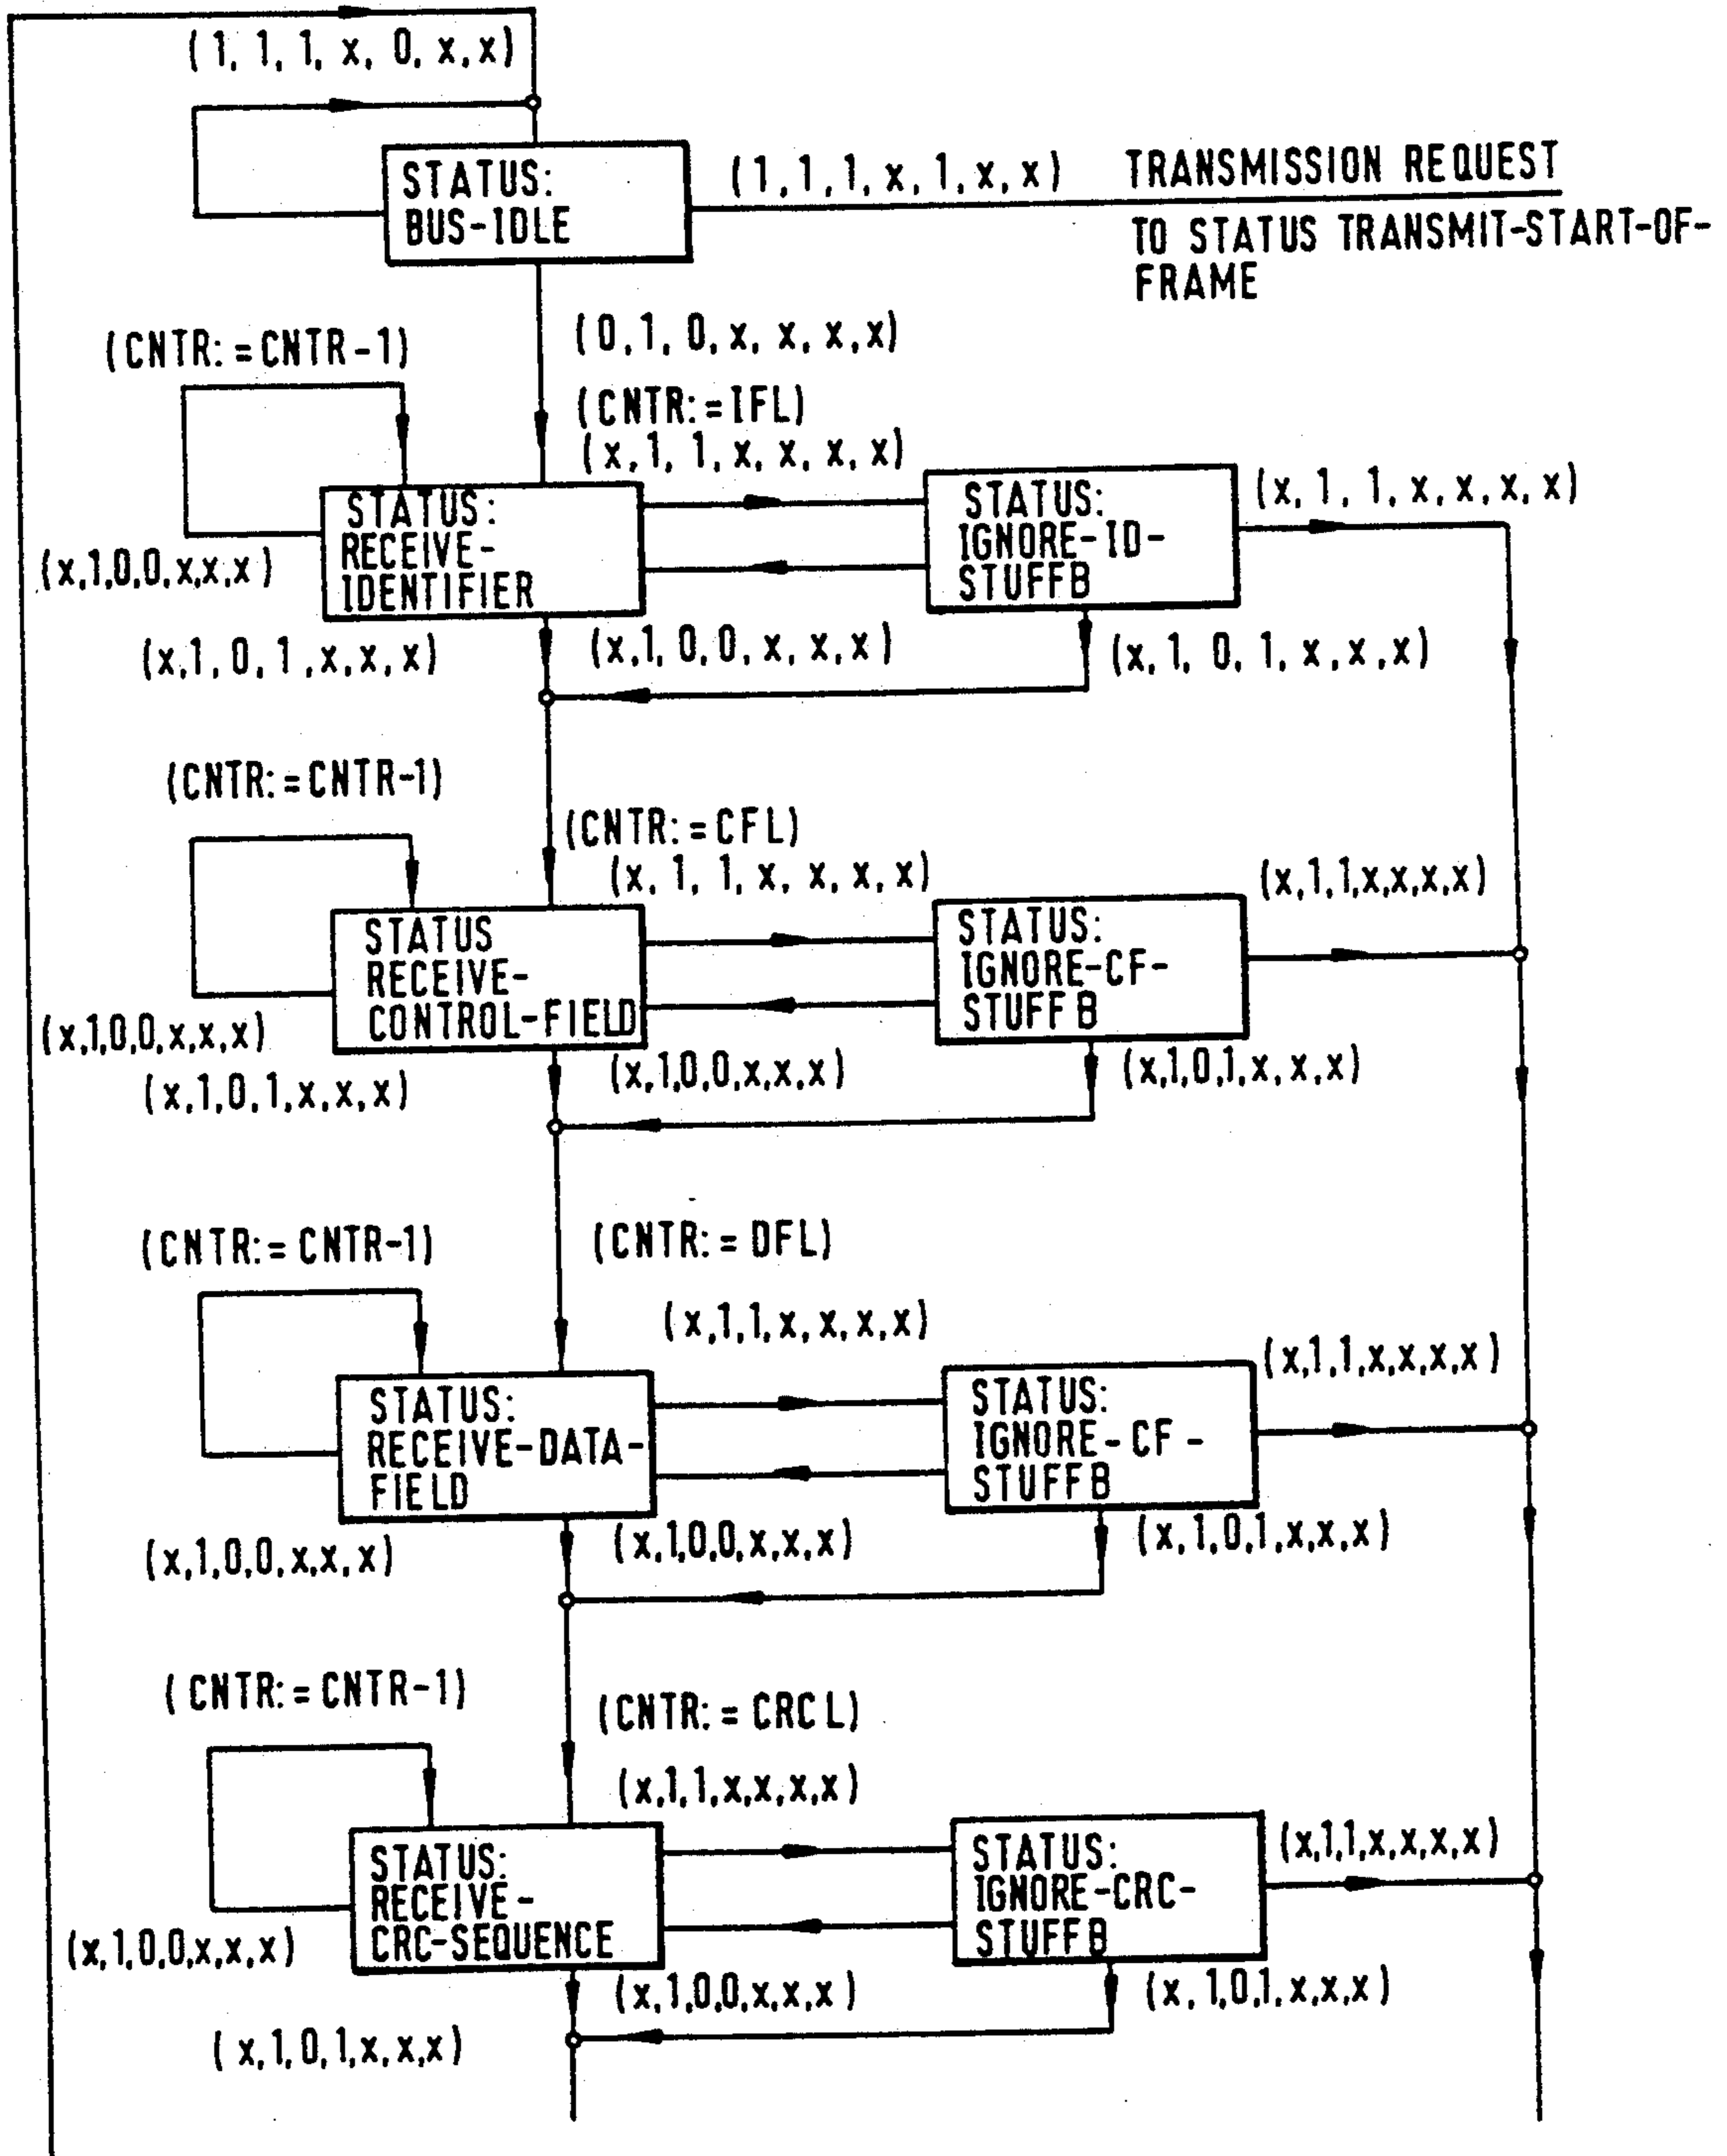 (1, 1, 1, x, 0, x, x)
STATUS:
BUS-IDLE
(1, 1, 1, x, 1, x, x)
TRANSMISSION REQUEST
TO STATUS TRANSMIT-START-OF-
FRAME
(0, 1, 0, x, x, x, x)
(CNTR:=CNTR-1)
(CNTR:=IFL)
(x, 1, 1, x, x, x, x)
STATUS:
RECEIVE-
IDENTIFIER
STATUS:
IGNORE-ID-
STUFFB
(x, 1, 1, x, x, x, x)
(x,1,0,0,x,x,x)
(x,1,0,1,x,x,x)
(x,1,0,0,x,x,x)
(x,1,0,1,x,x,x)
(CNTR:=CNTR-1)
(CNTR:=CFL)
(x, 1, 1, x, x, x, x)
(x,1,1,x,x,x,x)
STATUS
RECEIVE-
CONTROL-FIELD
STATUS:
IGNORE-CF-
STUFFB
(x,1,0,0,x,x,x)
(x,1,0,1,x,x,x)
(x,1,0,0,x,x,x)
(x,1,0,1,x,x,x)
(CNTR:=CNTR-1)
(CNTR:=DFL)
(x,1,1,x,x,x,x)
(x,1,1,x,x,x,x)
STATUS:
RECEIVE-DATA-
FIELD
STATUS:
IGNORE-CF-
STUFFB
(x,1,0,0,x,x,x)
(x,1,0,0,x,x,x)
(x,1,0,1,x,x,x)
(CNTR:=CNTR-1)
(CNTR:=CRCL)
(x,1,1,x,x,x,x)
(x,1,1,x,x,x,x)
STATUS:
RECEIVE-
CRC-SEQUENCE
STATUS:
IGNORE-CRC-
STUFFB
(x,1,0,0,x,x,x)
(x,1,0,0,x,x,x)
(x,1,0,1,x,x,x)
(x,1,0,1,x,x,x)